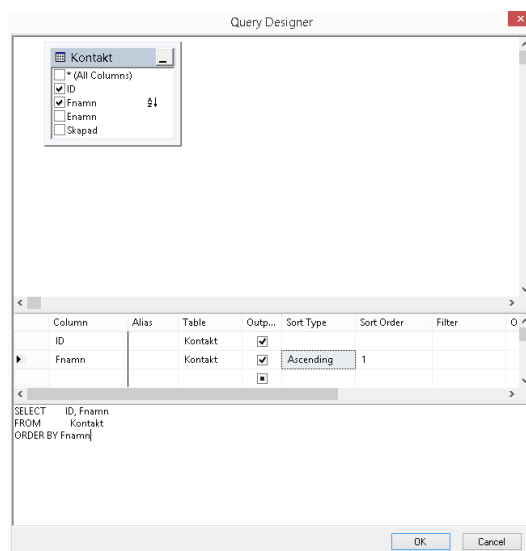 Query Designer
Kontakt
* (All Columns)
ID
Fnamn
Enamn
Skapad
Column Alias Table Outp... Sort Type Sort Order Filter O
ID Kontakt
Fnamn Kontakt Ascending 1
SELECT ID, Fnamn
FROM Kontakt
ORDER BY Fnamn
OK Cancel